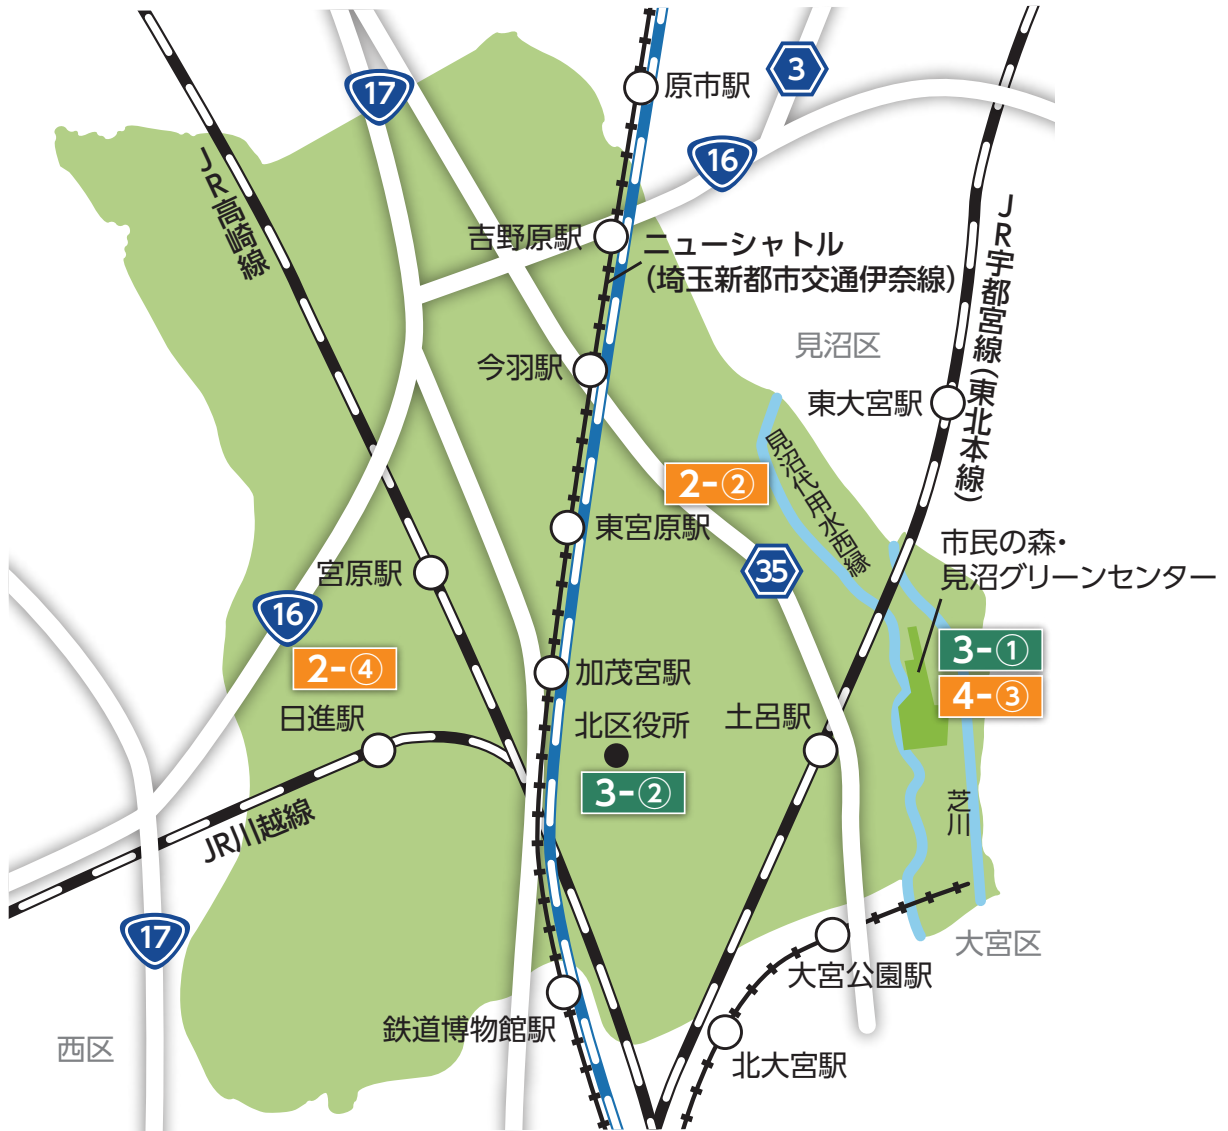 原市駅
3
17
16
JR高崎線
吉野原駅
ニューシャトル
(埼玉新都市交通伊奈線)
JR宇都宮線(東北本線)
見沼区
今羽駅
東大宮駅
見沼代用水西縁
2-②
東宮原駅
市民の森・
見沼グリーンセンター
宮原駅
35
16
3-①
2-④
加茂宮駅
4-③
日進駅
北区役所
土呂駅
3-②
芝川
JR川越線
17
大宮区
大宮公園駅
鉄道博物館駅
西区
北大宮駅